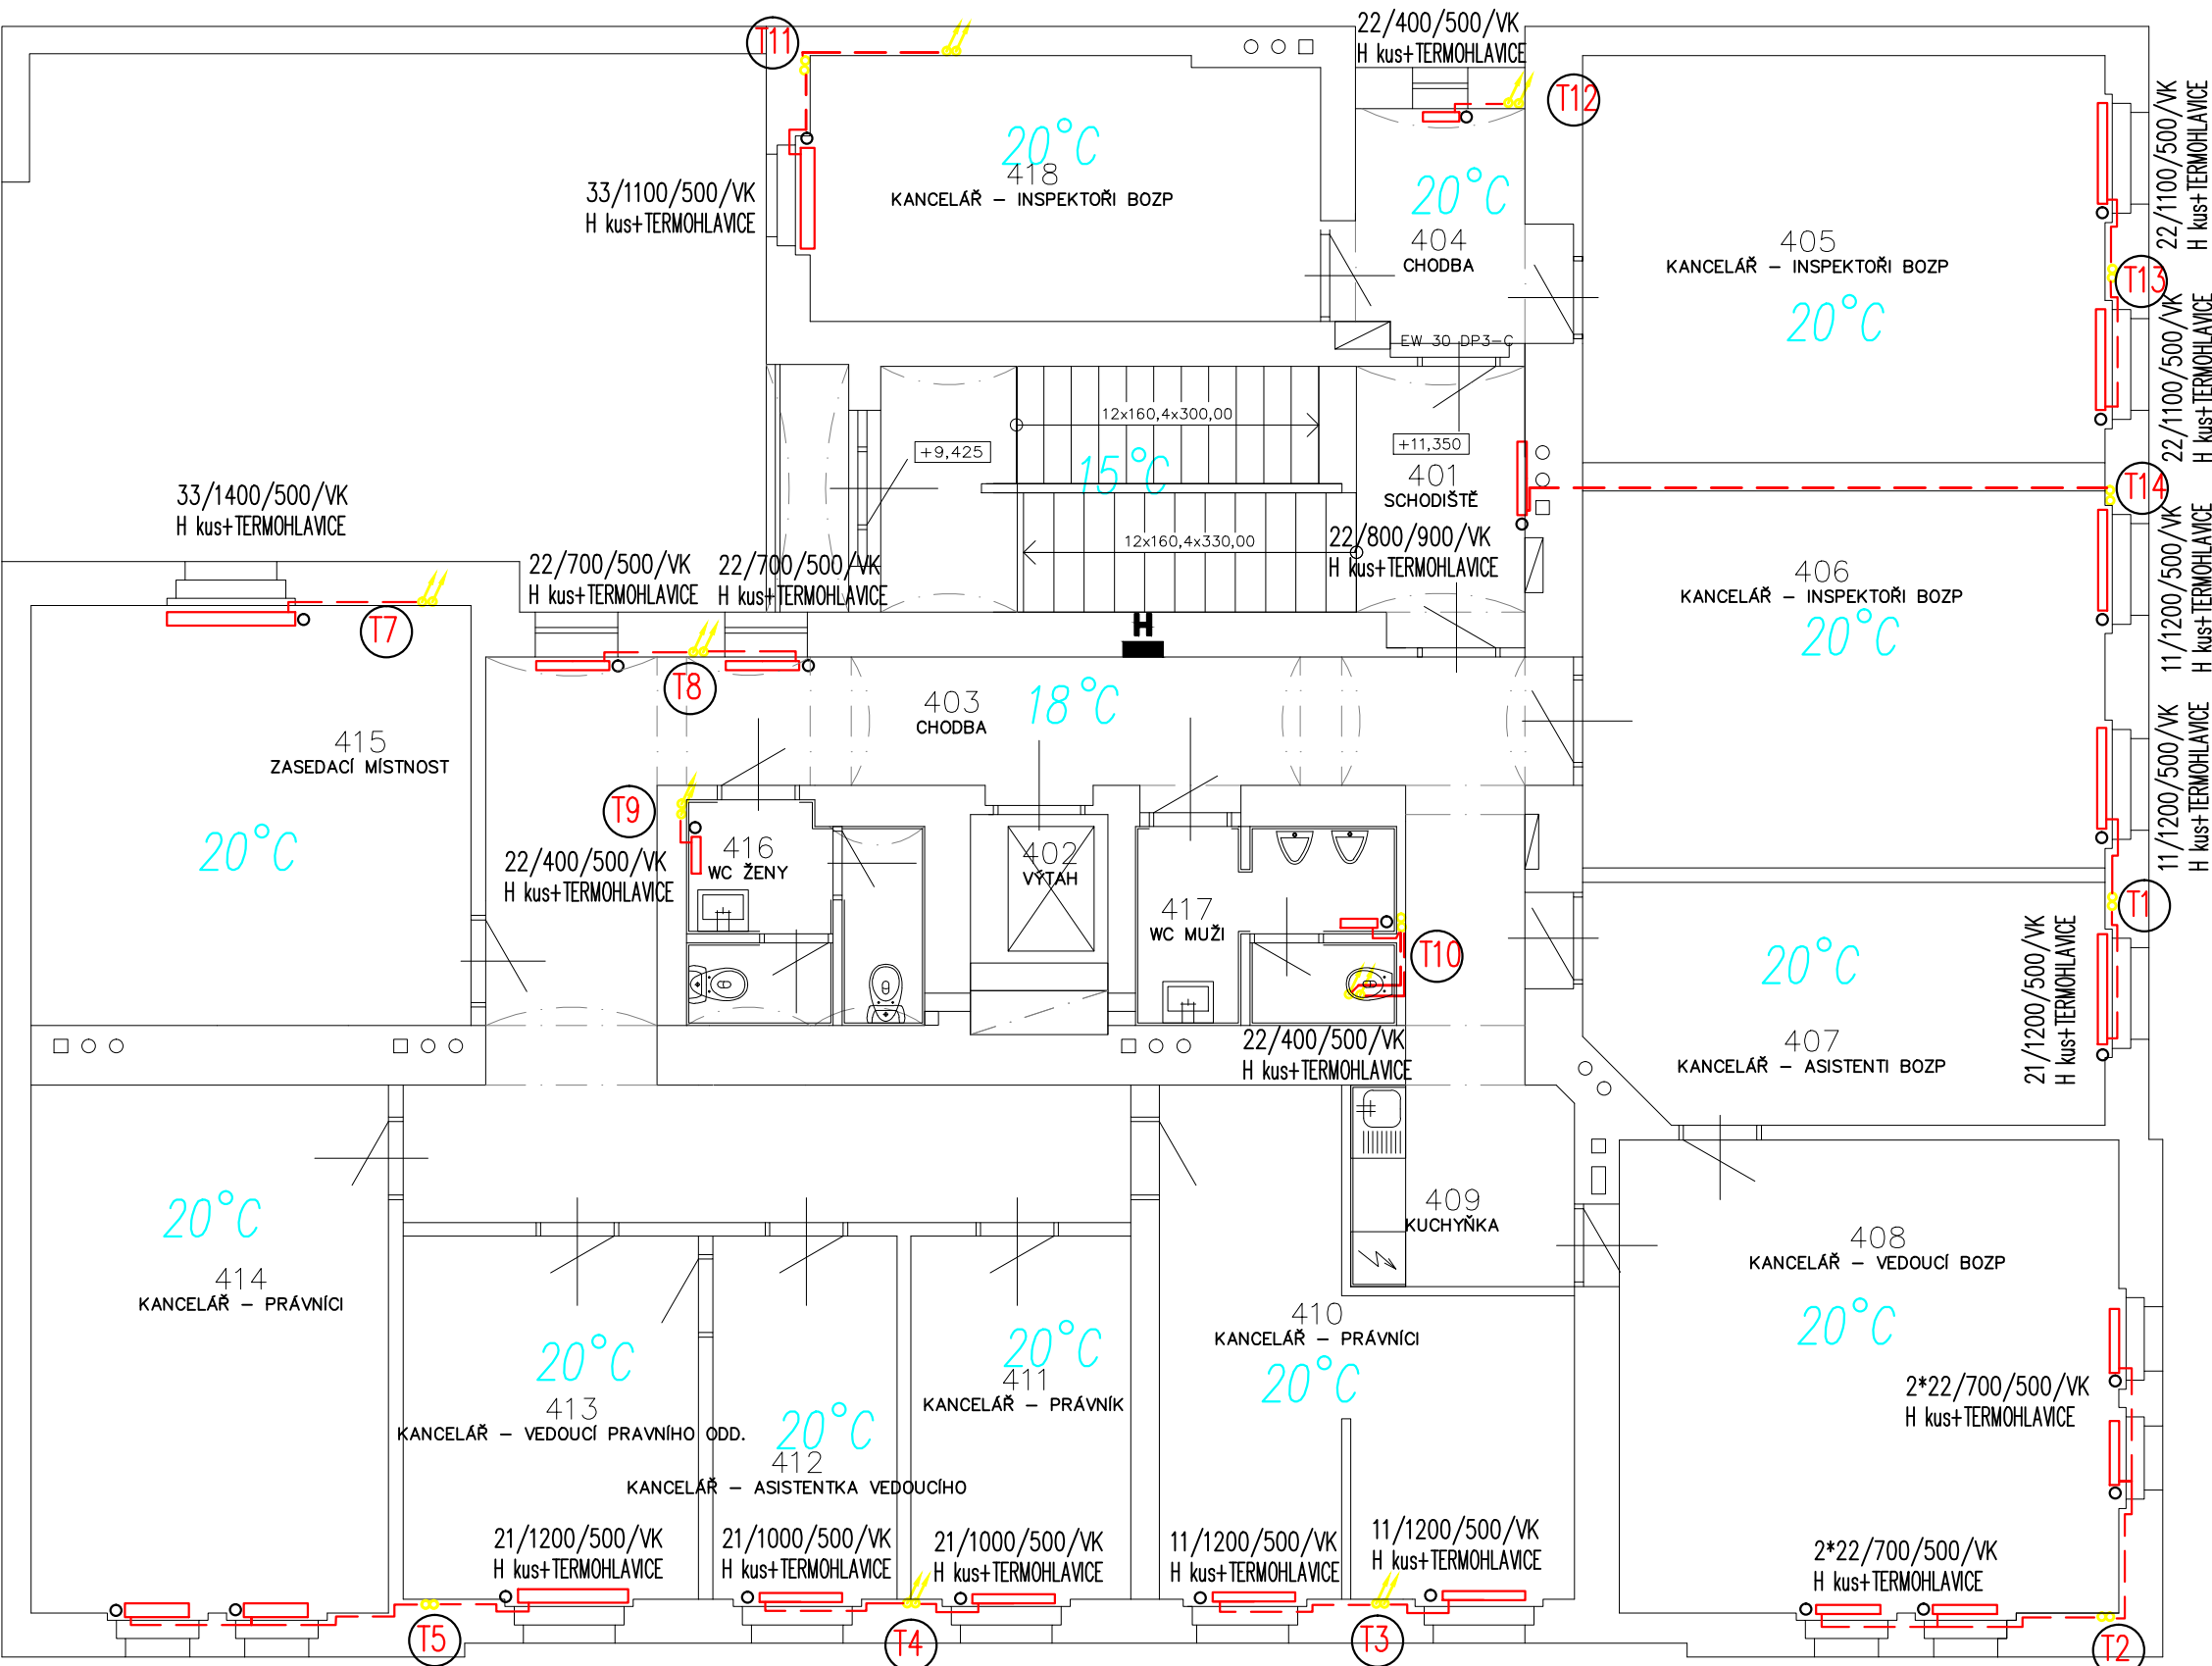 T11
22/400/500/VK
H kus+TERMOHLAVICE
T12
33/1100/500/VK
H kus+TERMOHLAVICE
20°C
418
KANCELÁŘ – INSPEKTOŘI BOZP
20°C
404
CHODBA
405
KANCELÁŘ – INSPEKTOŘI BOZP
20°C
22/1100/500/VK
H kus+TERMOHLAVICE
T13
22/1100/500/VK
H kus+TERMOHLAVICE
EW 30 DP3-C
12x160,4x300,00
+9,425
15°C
+11,350
401
SCHODIŠTĚ
12x160,4x330,00
22/800/900/VK
H kus+TERMOHLAVICE
T14
33/1400/500/VK
H kus+TERMOHLAVICE
22/700/500/VK
H kus+TERMOHLAVICE
22/700/500/VK
H kus+TERMOHLAVICE
H
406
KANCELÁŘ – INSPEKTOŘI BOZP
20°C
11/1200/500/VK
H kus+TERMOHLAVICE
11/1200/500/VK
H kus+TERMOHLAVICE
T7
T8
403
CHODBA
18°C
415
ZASEDACÍ MÍSTNOST
20°C
T9
22/400/500/VK
H kus+TERMOHLAVICE
416
WC ŽENY
402
VÝTAH
417
WC MUŽI
T10
22/400/500/VK
H kus+TERMOHLAVICE
T1
20°C
407
KANCELÁŘ – ASISTENTI BOZP
21/1200/500/VK
H kus+TERMOHLAVICE
20°C
414
KANCELÁŘ – PRÁVNÍCI
20°C
413
KANCELÁŘ – VEDOUCÍ PRAVNÍHO ODD.
20°C
412
KANCELÁŘ – ASISTENTKA VEDOUCÍHO
20°C
411
KANCELÁŘ – PRÁVNÍK
410
KANCELÁŘ – PRÁVNÍCI
20°C
409
KUCHYŇKA
408
KANCELÁŘ – VEDOUCÍ BOZP
20°C
2*22/700/500/VK
H kus+TERMOHLAVICE
21/1200/500/VK
H kus+TERMOHLAVICE
21/1000/500/VK
H kus+TERMOHLAVICE
21/1000/500/VK
H kus+TERMOHLAVICE
11/1200/500/VK
H kus+TERMOHLAVICE
11/1200/500/VK
H kus+TERMOHLAVICE
2*22/700/500/VK
H kus+TERMOHLAVICE
T5
T4
T3
T2